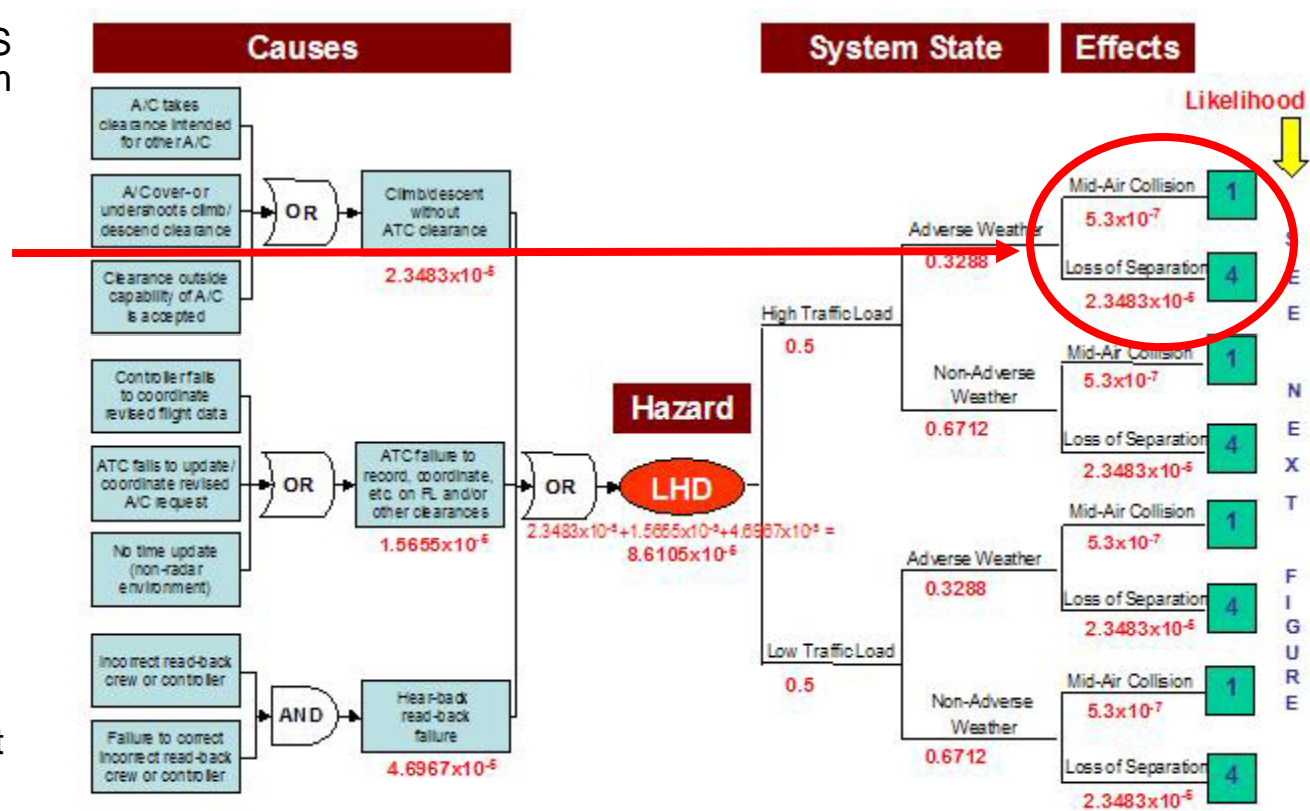 S
Causes
System State
Effects
Likelihood
A/C takes
clearance intended
for other A/C
A/C over- or
undershoots climb/
descend clearance
Clearance outside
capability of A/C
is accepted
OR
Climb/descent
without
ATC clearance
2.3483x10⁻⁵
Controller fails
to coordinate
revised flight data
ATC fails to update/
coordinate revised
A/C request
No time update
(non-radar
environment)
OR
ATC failure to
record, coordinate,
etc. on FL and/or
other clearances
1.5655x10⁻⁵
Incorrect read-back
crew or controller
Failure to correct
incorrect read-back
crew or controller
t
AND
Hear-back
read-back
failure
4.6967x10⁻⁵
OR
Hazard
LHD
2.3483x10⁻⁵+1.5655x10⁻⁵+4.6967x10⁻⁵ =
8.6105x10⁻⁵
High Traffic Load
0.5
Adverse Weather
0.3288
Mid-Air Collision
5.3x10⁻⁷
1
Loss of Separation
2.3483x10⁻⁵
4
Non-Adverse
Weather
0.6712
Mid-Air Collision
5.3x10⁻⁷
1
Loss of Separation
2.3483x10⁻⁵
4
Low Traffic Load
0.5
Adverse Weather
0.3288
Mid-Air Collision
5.3x10⁻⁷
1
Loss of Separation
2.3483x10⁻⁵
4
Non-Adverse
Weather
0.6712
Mid-Air Collision
5.3x10⁻⁷
1
Loss of Separation
2.3483x10⁻⁵
4
SEE NEXT FIGURE